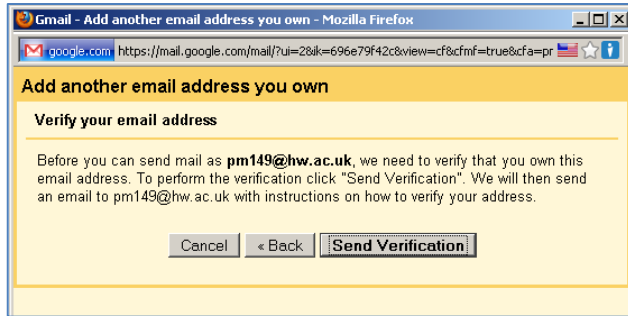 Gmail - Add another email address you own - Mozilla Firefox
google.com https://mail.google.com/mail/?ui=2&ik=696e79f42c&view=cf&cfmf=true&cfa=pr
Add another email address you own
Verify your email address
Before you can send mail as pm149@hw.ac.uk, we need to verify that you own this
email address. To perform the verification click "Send Verification". We will then send
an email to pm149@hw.ac.uk with instructions on how to verify your address.
Cancel « Back Send Verification